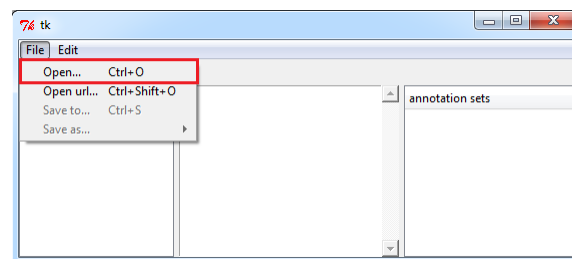 tk
File Edit
Open... Ctrl+O
Open url... Ctrl+Shift+O
Save to... Ctrl+S
Save as...
annotation sets